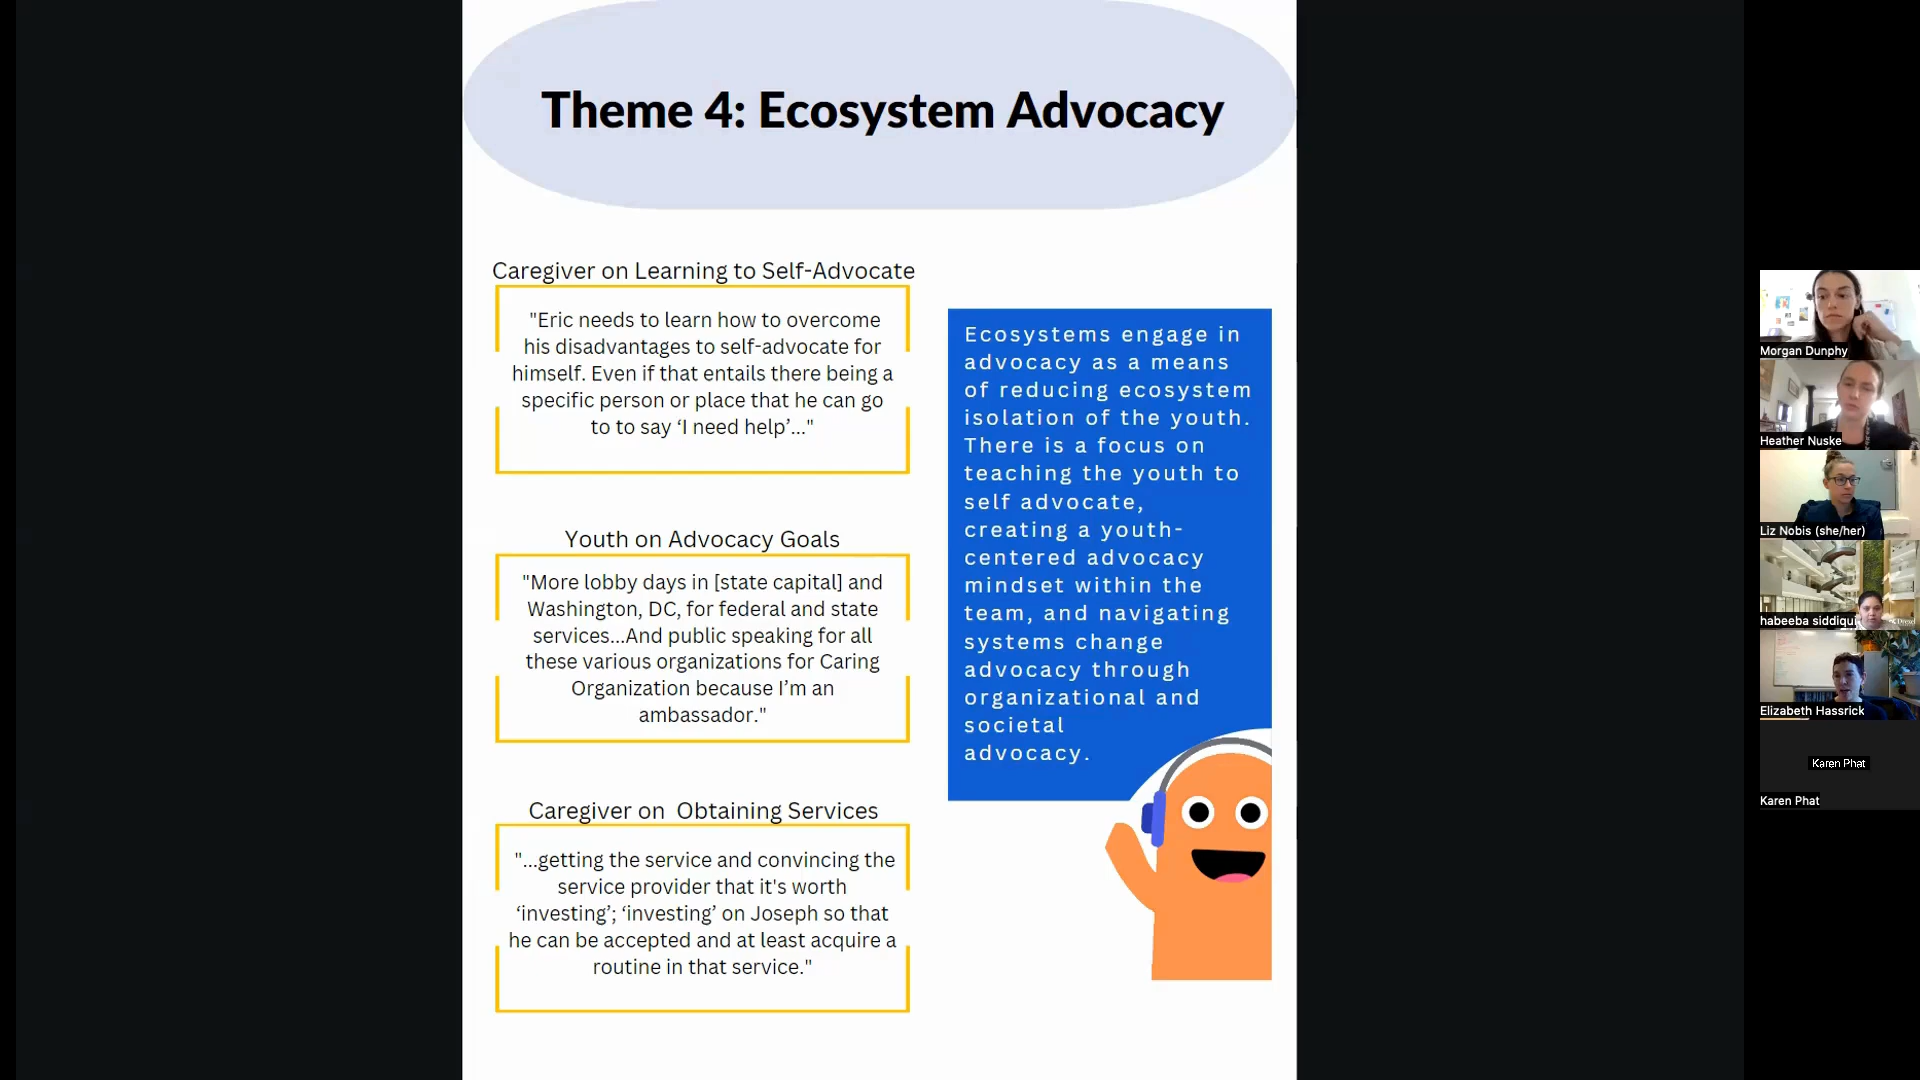 Theme 4: Ecosystem Advocacy
Caregiver on Learning to Self-Advocate
"Eric needs to learn how to overcome
his disadvantages to self-advocate for
himself. Even if that entails there being a
specific person or place that he can go
to to say ‘I need help’..."
Youth on Advocacy Goals
"More lobby days in [state capital] and
Washington, DC, for federal and state
services...And public speaking for all
these various organizations for Caring
Organization because I’m an
ambassador."
Caregiver on  Obtaining Services
"...getting the service and convincing the
service provider that it's worth
‘investing’; ‘investing’ on Joseph so that
he can be accepted and at least acquire a
routine in that service."
Ecosystems engage in
advocacy as a means
of reducing ecosystem
isolation of the youth.
There is a focus on
teaching the youth to
self advocate,
creating a youth-
centered advocacy
mindset within the
team, and navigating
systems change
advocacy through
organizational and
societal
advocacy.
Morgan Dunphy
Heather Nuske
Liz Nobis (she/her)
habeeba siddiqui
Drexel
Elizabeth Hassrick
Karen Phat
Karen Phat